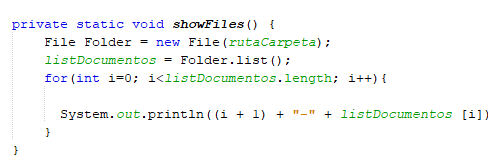 private static void showFiles() {
File Folder = new File(rutaCarpeta);
listDocumentos = Folder.list();
for(int i=0; i<listDocumentos.length; i++){
System.out.println((i + 1) + "-" + listDocumentos [i])
}
}